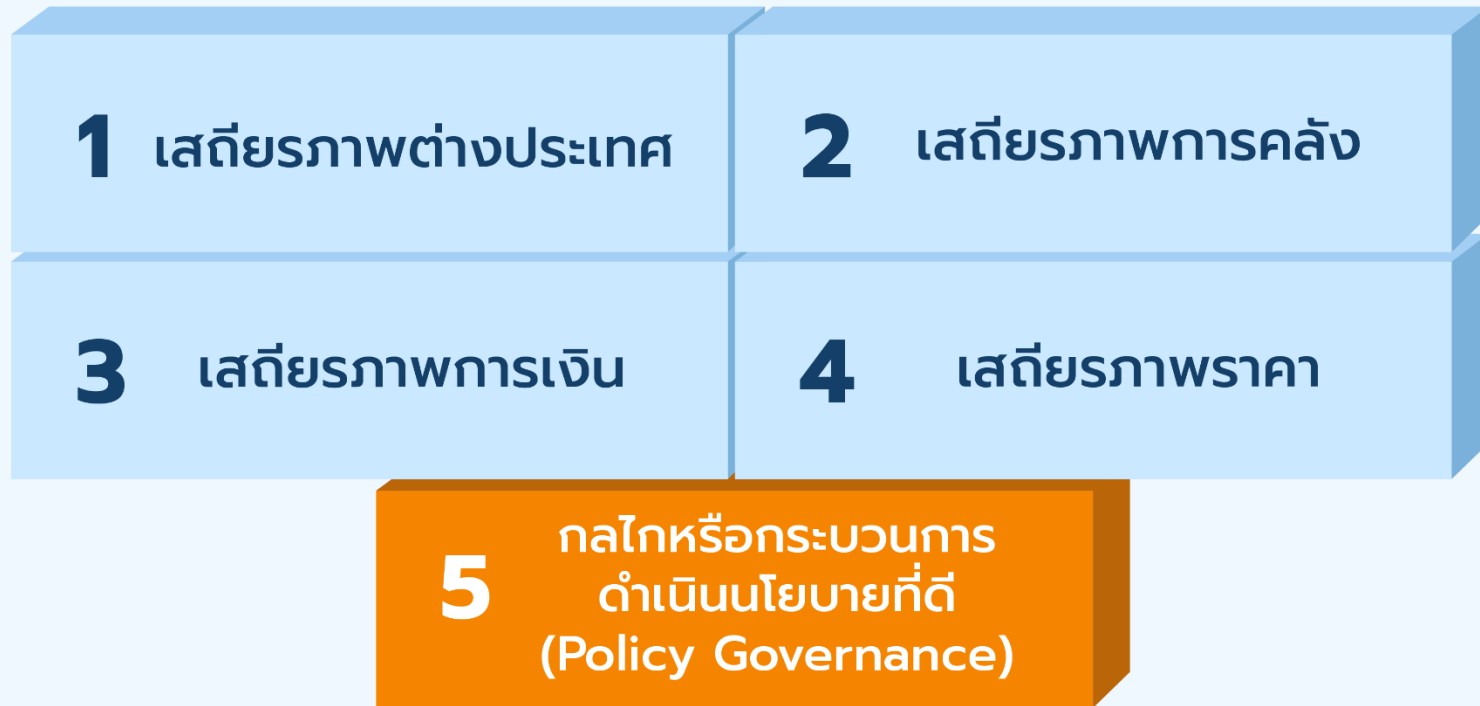 1 เสถียรภาพต่างประเทศ
2 เสถียรภาพการคลัง
3 เสถียรภาพการเงิน
4 เสถียรภาพราคา
5 กลไกหรือกระบวนการ
ดำเนินนโยบายที่ดี
(Policy Governance)